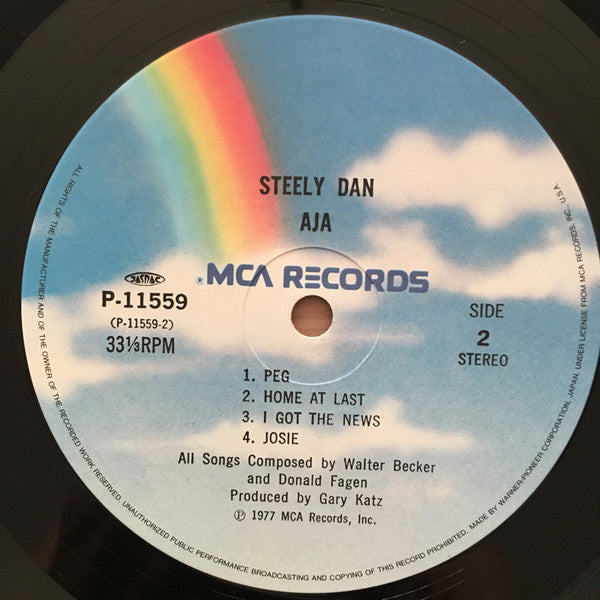 STEELY DAN
AJA
® MCA RECORDS
JASRAC
P-11559
(P-11559-2)
33⅓RPM
SIDE
2
STEREO
1. PEG
2. HOME AT LAST
3. I GOT THE NEWS
4. JOSIE
All Songs Composed by Walter Becker
and Donald Fagen
Produced by Gary Katz
℗ 1977 MCA Records, Inc.
ALL RIGHTS OF THE MANUFACTURER AND OF THE OWNER OF THE RECORDED WORK RESERVED. UNAUTHORIZED PUBLIC PERFORMANCE BROADCASTING AND COPYING OF THIS RECORD PROHIBITED. MADE BY WARNER-PIONEER CORPORATION, JAPAN, UNDER LICENSE FROM MCA RECORDS, INC., U.S.A.